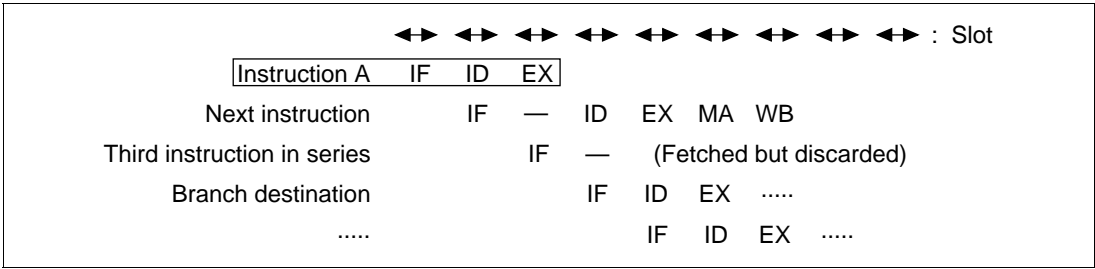 : Slot
Instruction A IF ID EX
Next instruction IF — ID EX MA WB
Third instruction in series IF — (Fetched but discarded)
Branch destination IF ID EX .....
..... IF ID EX .....